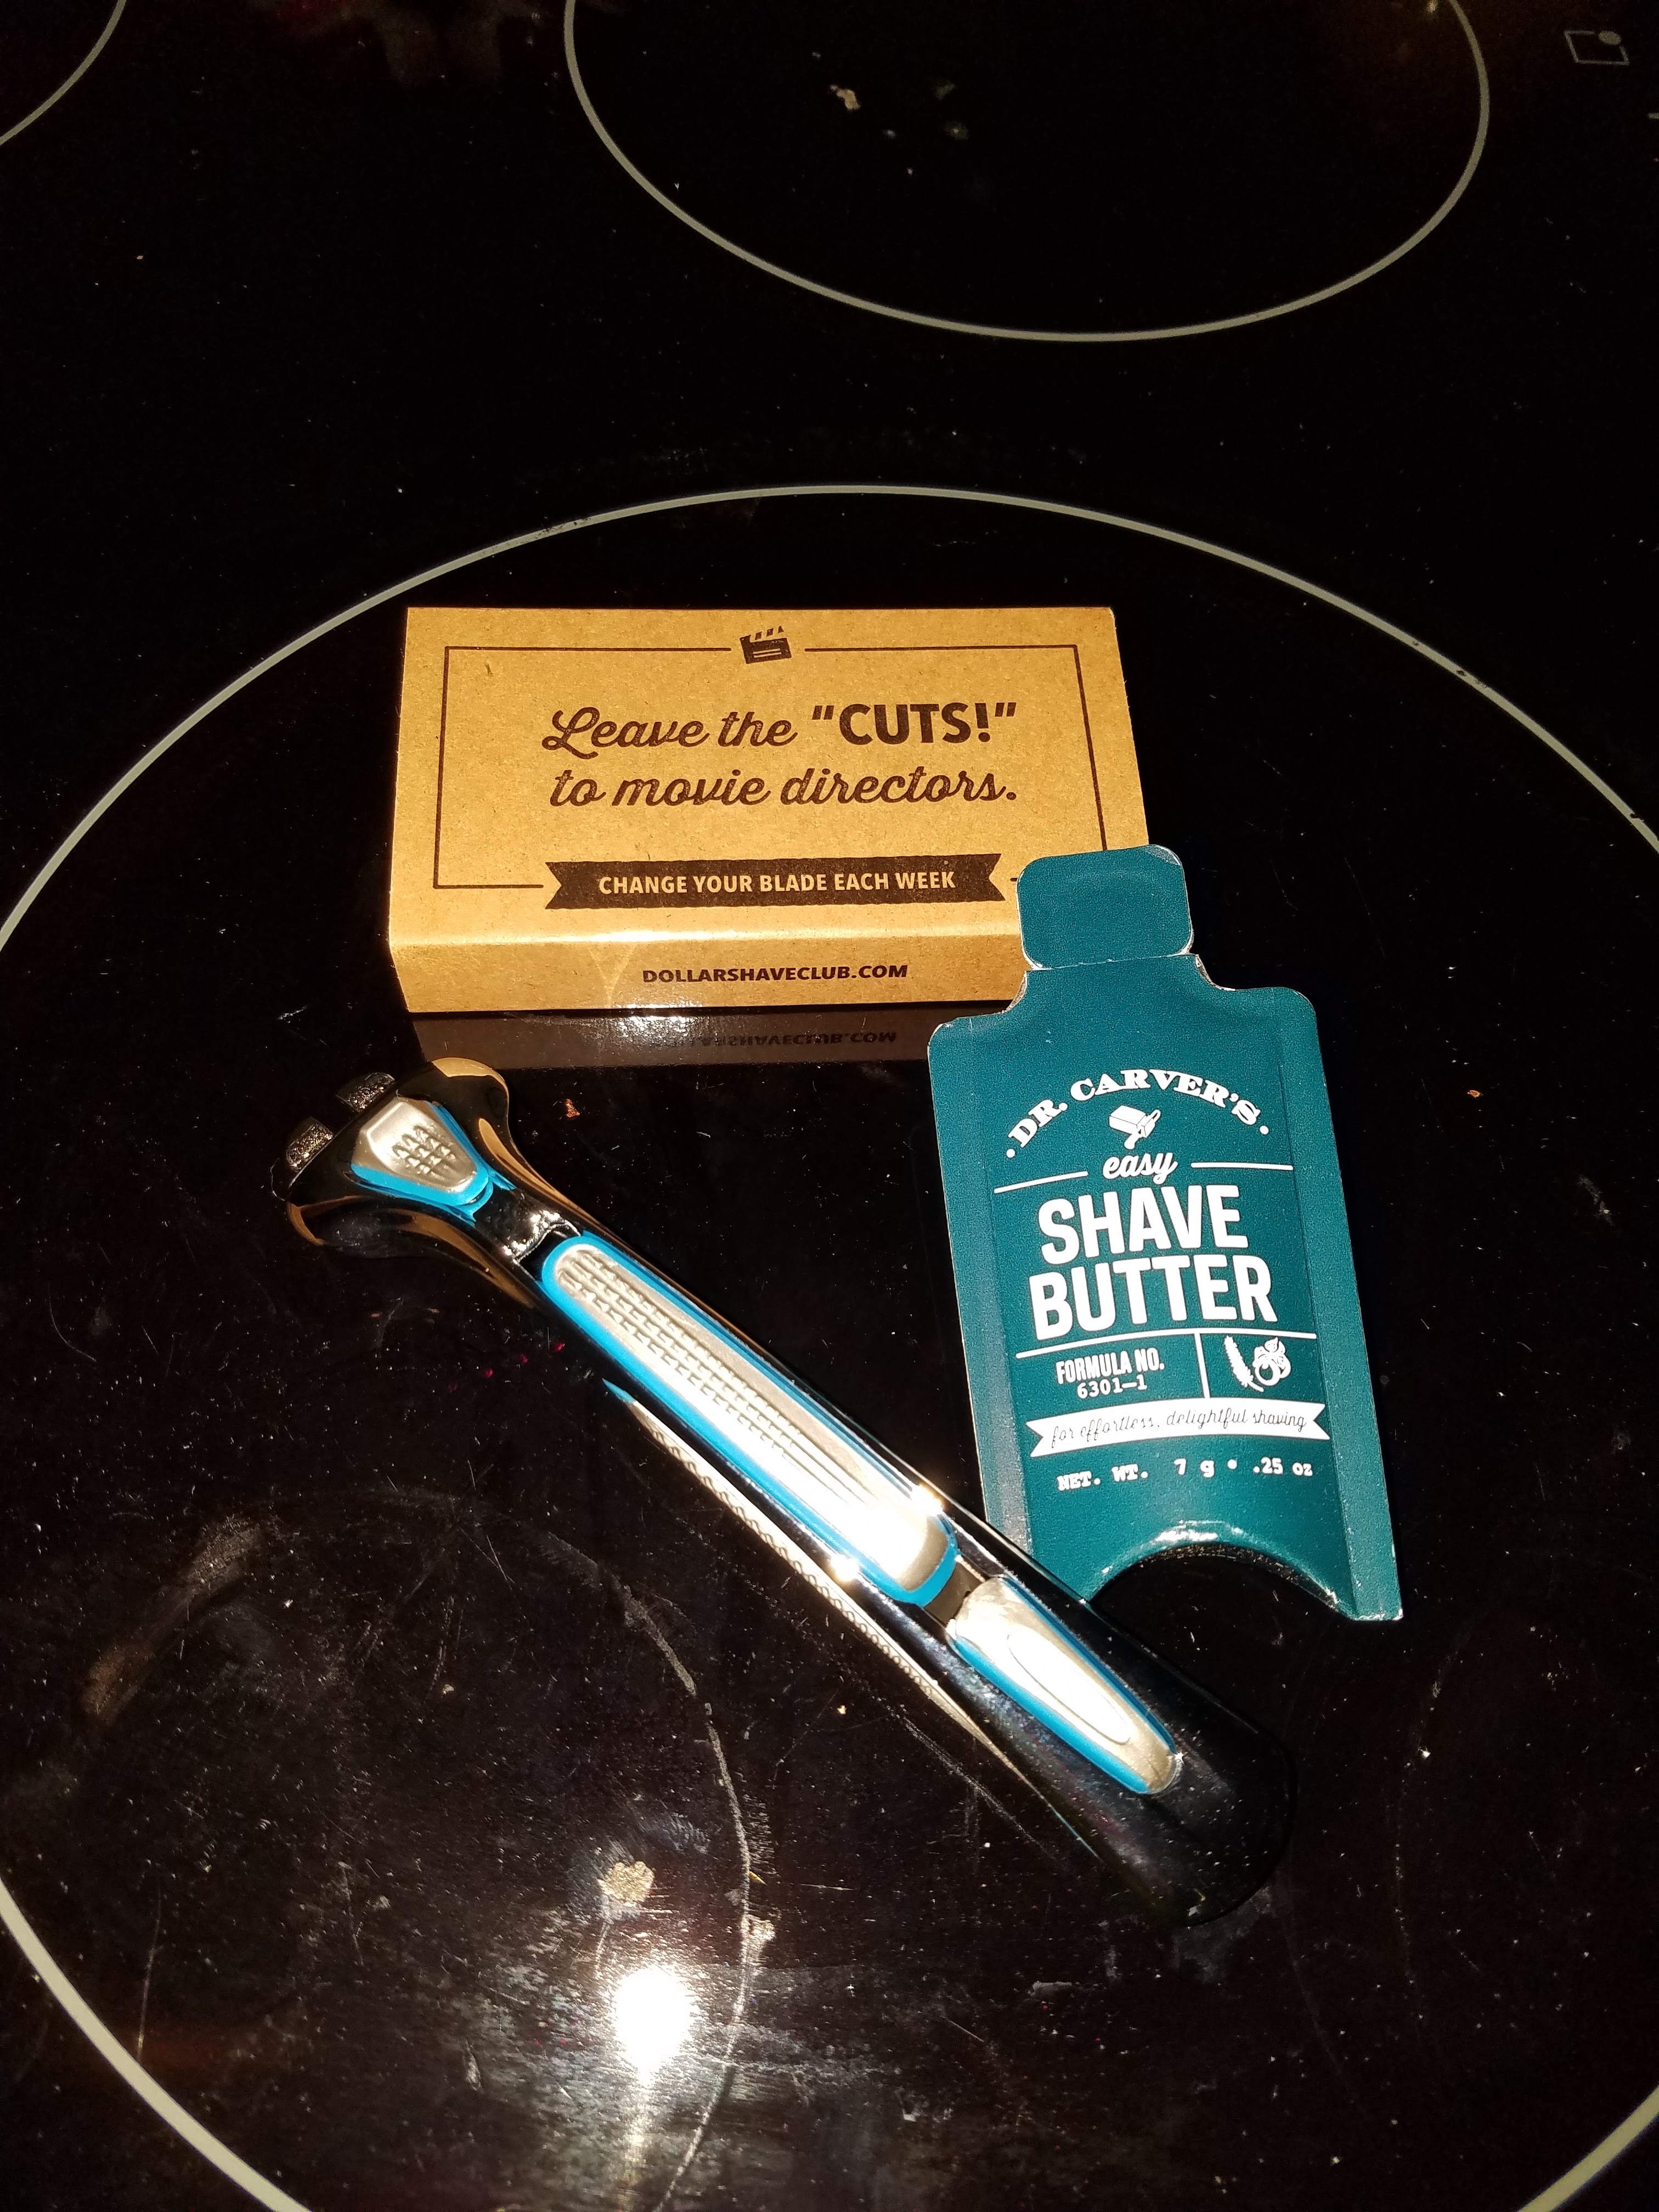 Leave the "CUTS!"
to movie directors.
CHANGE YOUR BLADE EACH WEEK
DOLLARSHAVECLUB.COM
• DR. CARVER'S •
easy
SHAVE
BUTTER
FORMULA NO.
6301—1
for effortless, delightful shaving
NET. WT. 7 g • .25 oz